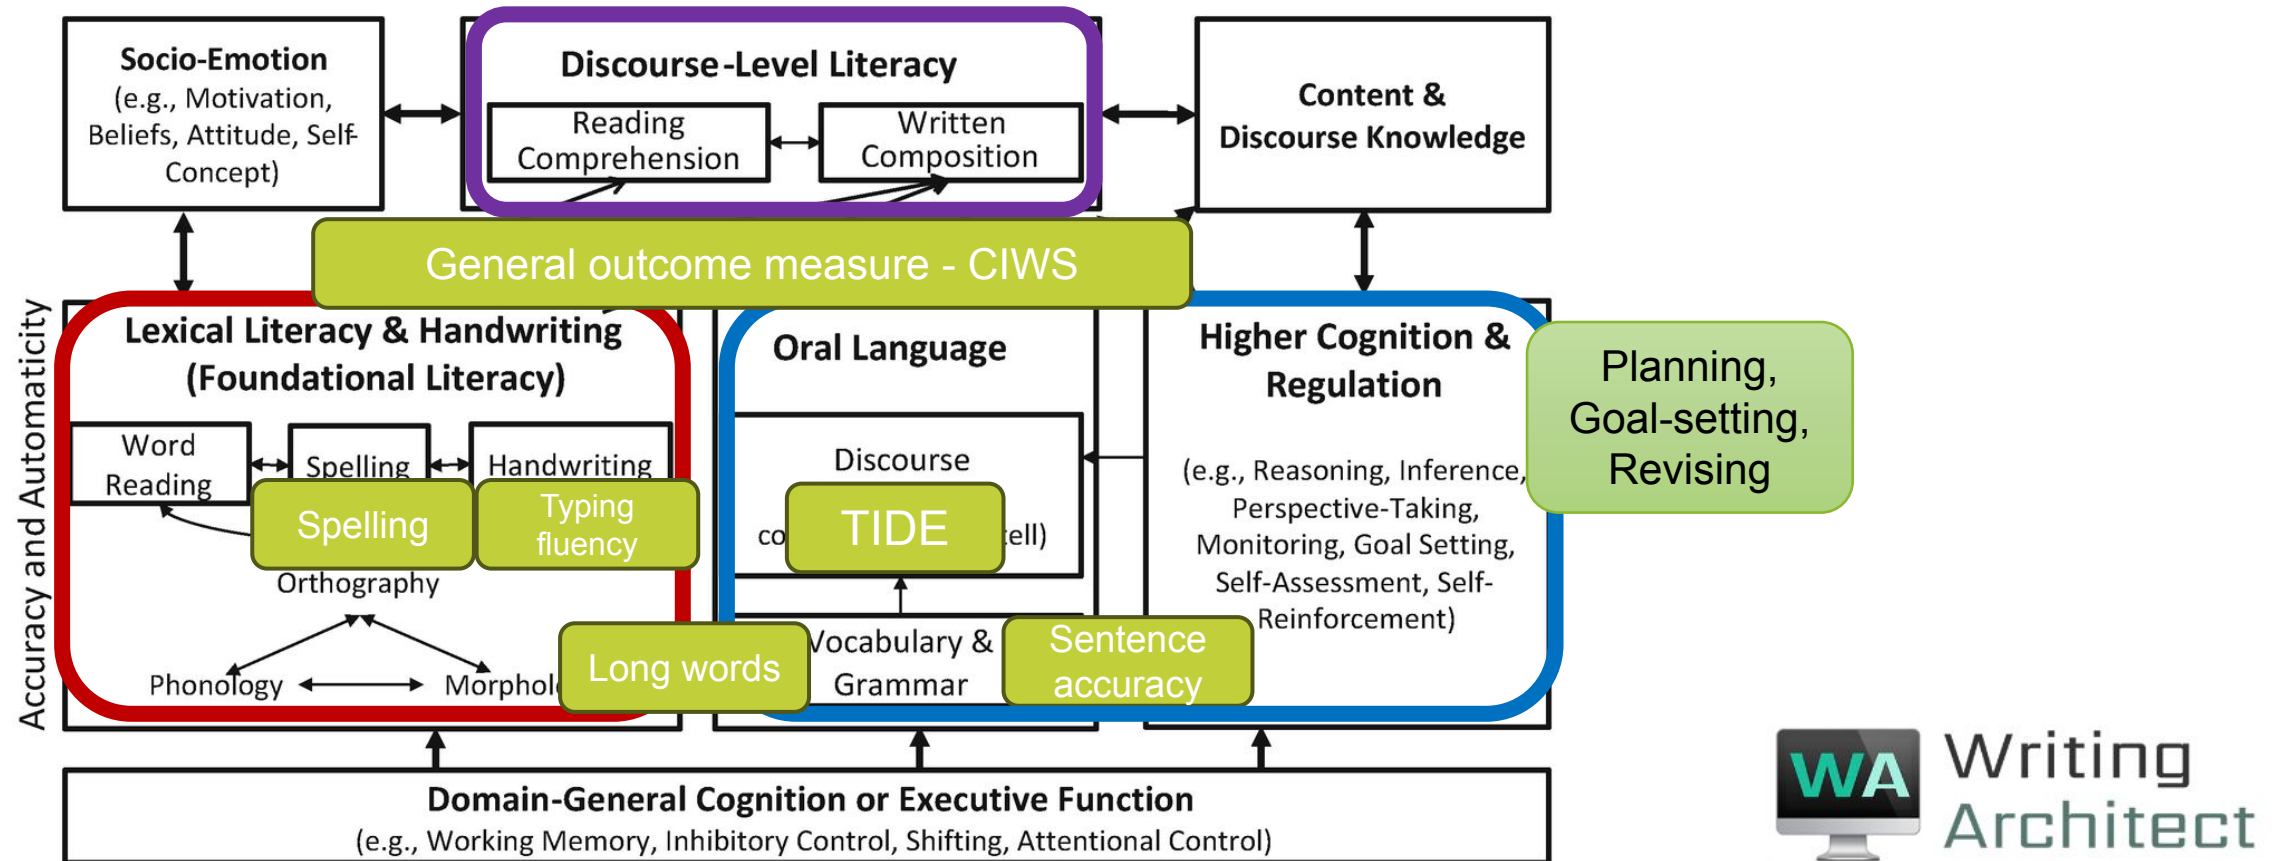 Socio-Emotion
(e.g., Motivation,
Beliefs, Attitude, Self-
Concept)
Discourse-Level Literacy
Reading
Comprehension
Written
Composition
Content &
Discourse Knowledge
General outcome measure - CIWS
Accuracy and Automaticity
Lexical Literacy & Handwriting
(Foundational Literacy)
Word
Reading
Spelling
Handwriting
Spelling
Typing
fluency
Orthography
Phonology
Long words
Oral Language
Discourse
TIDE
Vocabulary &
Grammar
Sentence
accuracy
Higher Cognition &
Regulation
(e.g., Reasoning, Inference,
Perspective-Taking,
Monitoring, Goal Setting,
Self-Assessment, Self-
Reinforcement)
Planning,
Goal-setting,
Revising
Domain-General Cognition or Executive Function
(e.g., Working Memory, Inhibitory Control, Shifting, Attentional Control)
WA
Writing
Architect